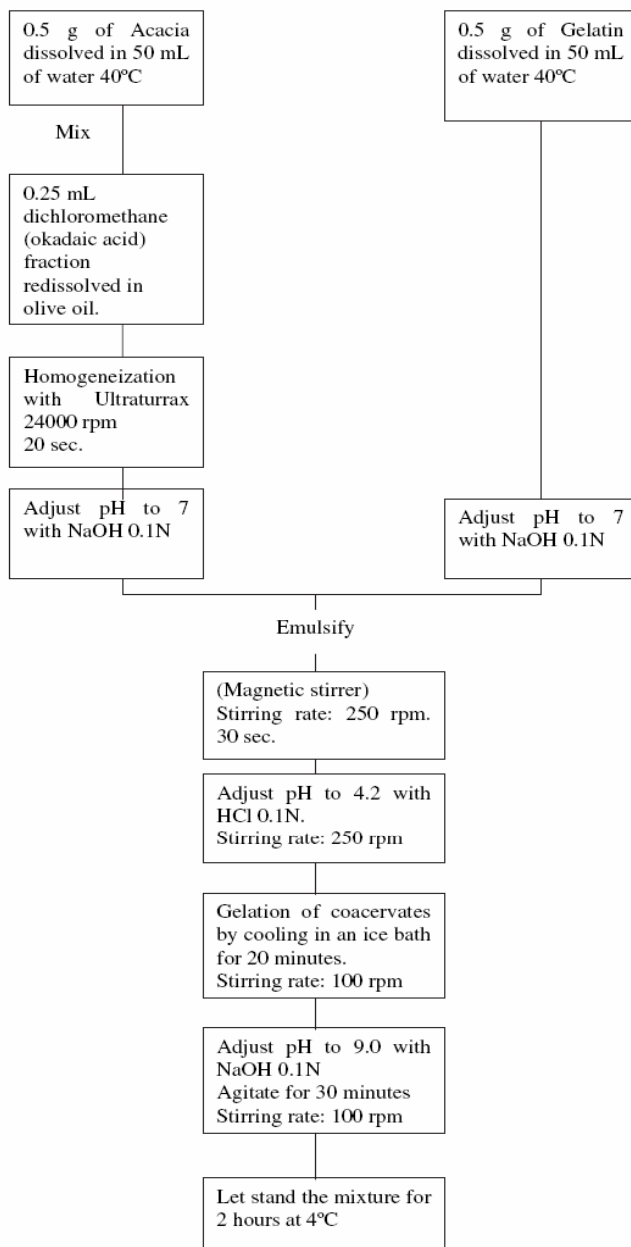 0.5 g of Acacia
dissolved in 50 mL
of water 40ºC
0.5 g of Gelatin
dissolved in 50 mL
of water 40ºC
Mix
0.25 mL
dichloromethane
(okadaic acid)
fraction
redissolved in
olive oil.
Homogeneization
with Ultraturrax
24000 rpm
20 sec.
Adjust pH to 7
with NaOH 0.1N
Adjust pH to 7
with NaOH 0.1N
Emulsify
(Magnetic stirrer)
Stirring rate: 250 rpm.
30 sec.
Adjust pH to 4.2 with
HCl 0.1N.
Stirring rate: 250 rpm
Gelation of coacervates
by cooling in an ice bath
for 20 minutes.
Stirring rate: 100 rpm
Adjust pH to 9.0 with
NaOH 0.1N
Agitate for 30 minutes
Stirring rate: 100 rpm
Let stand the mixture for
2 hours at 4ºC